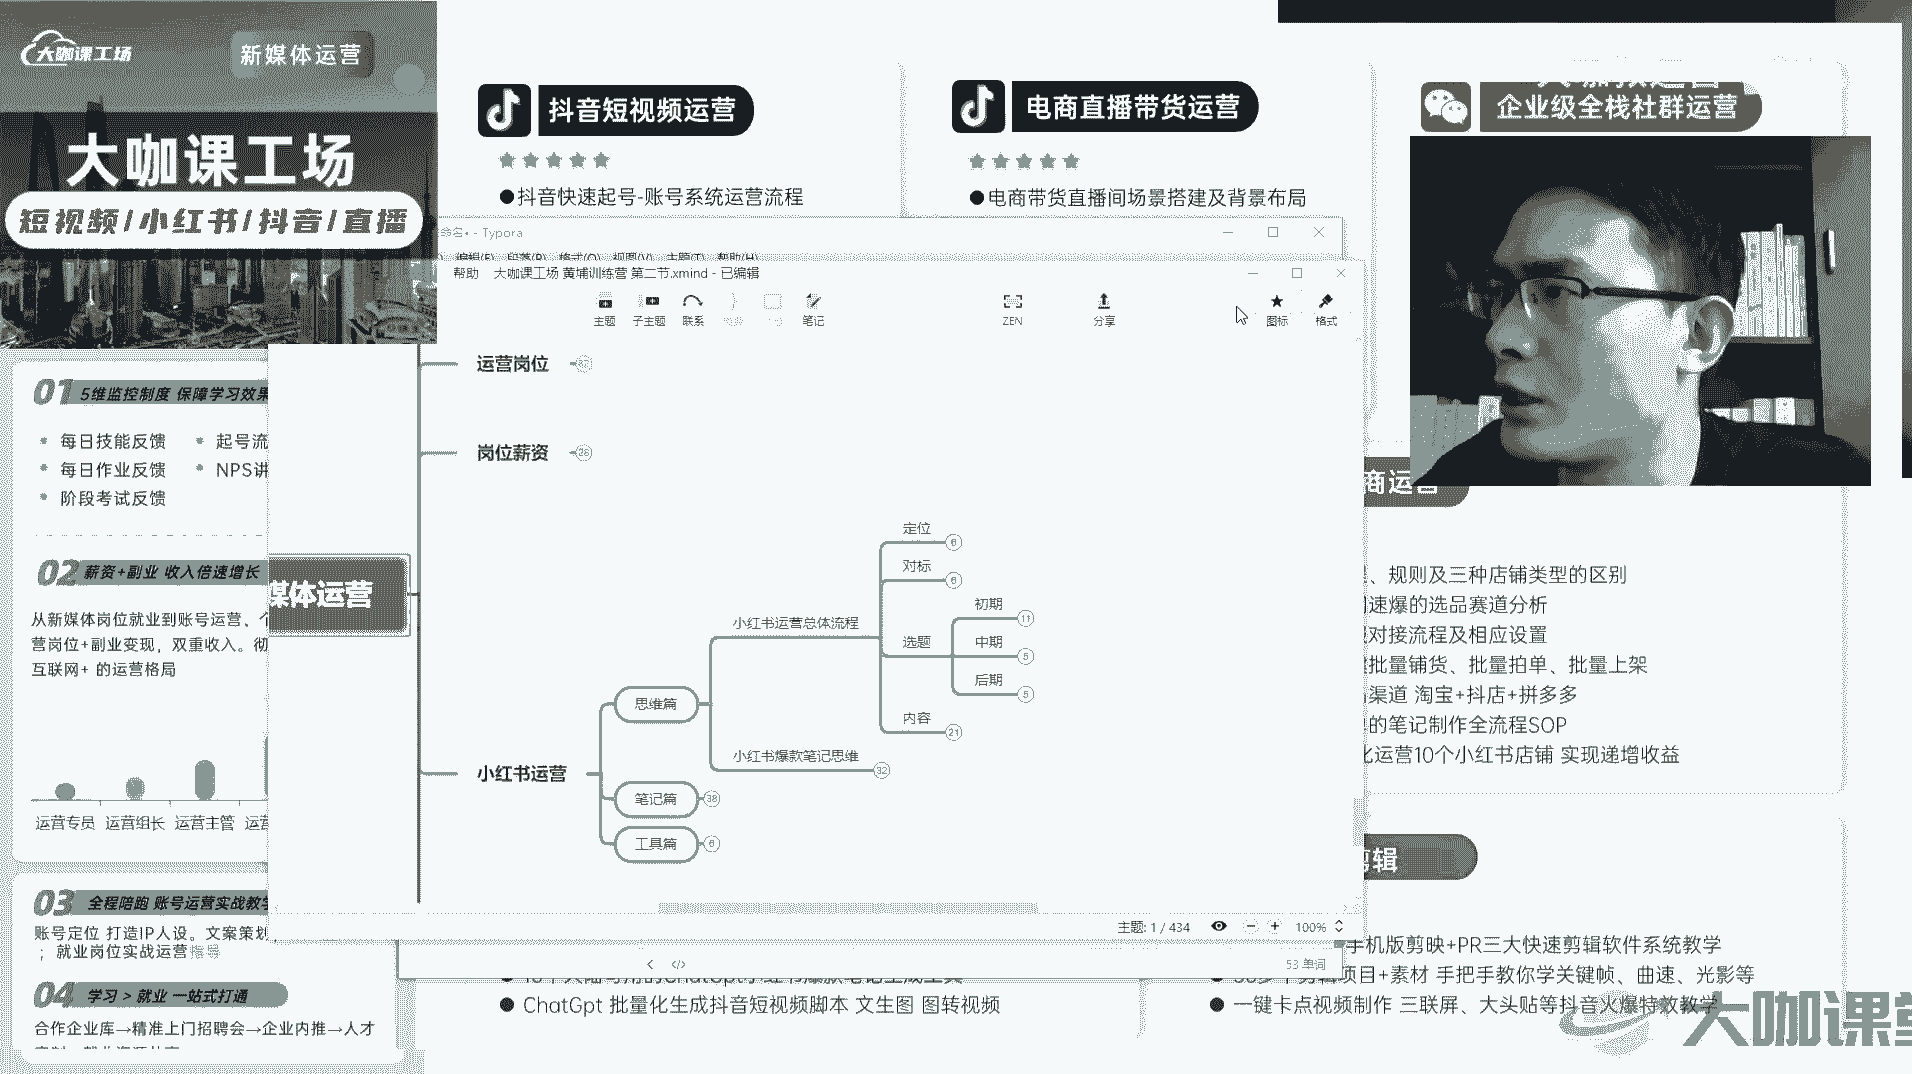 大咖课工场
新媒体运营
大咖课工场
短视频/小红书/抖音/直播
抖音短视频运营
●抖音快速起号-账号系统运营流程
电商直播带货运营
●电商带货直播间场景搭建及背景布局
企业级全栈社群运营
- Typora
帮助 大咖课工场 黄埔训练营 第二节.xmind - 已编辑
主题 子主题 联系 笔记 ZEN 分享 图标 格式
运营岗位 62
岗位薪资 28
媒体运营
小红书运营
思维篇
小红书运营总体流程
定位 6
对标 6
选题
初期 11
中期 5
后期 5
内容 21
小红书爆款笔记思维 32
笔记篇 38
工具篇 6
主题: 1 / 434 100%
53 单词
01 5维监控制度 保障学习效果
每日技能反馈 起号流
每日作业反馈 NPS讲
阶段考试反馈
02 薪资+副业 收入倍速增长
从新媒体岗位就业到账号运营、个
营岗位+副业变现，双重收入。彻
互联网+ 的运营格局
运营专员 运营组长 运营主管 运营
03 全程陪跑 账号运营实战教学
账号定位 打造IP人设。文案策划
；就业岗位实战运营指导
04 学习 > 就业 一站式打通
合作企业库→精准上门招聘会→企业内推→人才
商运营
、规则及三种店铺类型的区别
速爆的选品赛道分析
对接流程及相应设置
批量铺货、批量拍单、批量上架
渠道 淘宝+抖店+拼多多
的笔记制作全流程SOP
化运营10个小红书店铺 实现递增收益
剪辑
手机版剪映+PR三大快速剪辑软件系统教学
项目+素材 手把手教你学关键帧、曲速、光影等
●一键卡点视频制作 三联屏、大头贴等抖音火爆特效教学
● ChatGpt 批量化生成抖音短视频脚本 文生图 图转视频
大咖课堂